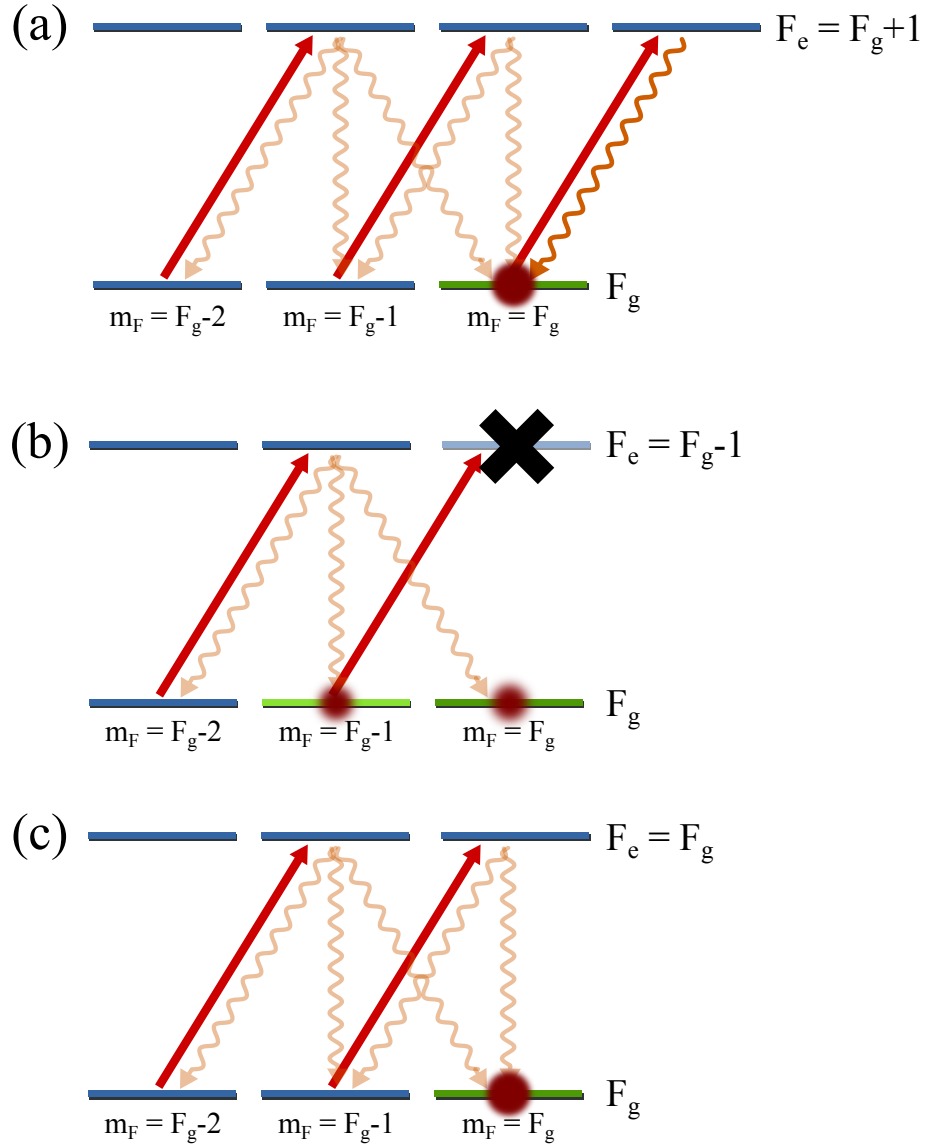 (a)
F_e = F_g+1
F_g
m_F = F_g-2 m_F = F_g-1 m_F = F_g
(b)
F_e = F_g-1
F_g
m_F = F_g-2 m_F = F_g-1 m_F = F_g
(c)
F_e = F_g
F_g
m_F = F_g-2 m_F = F_g-1 m_F = F_g